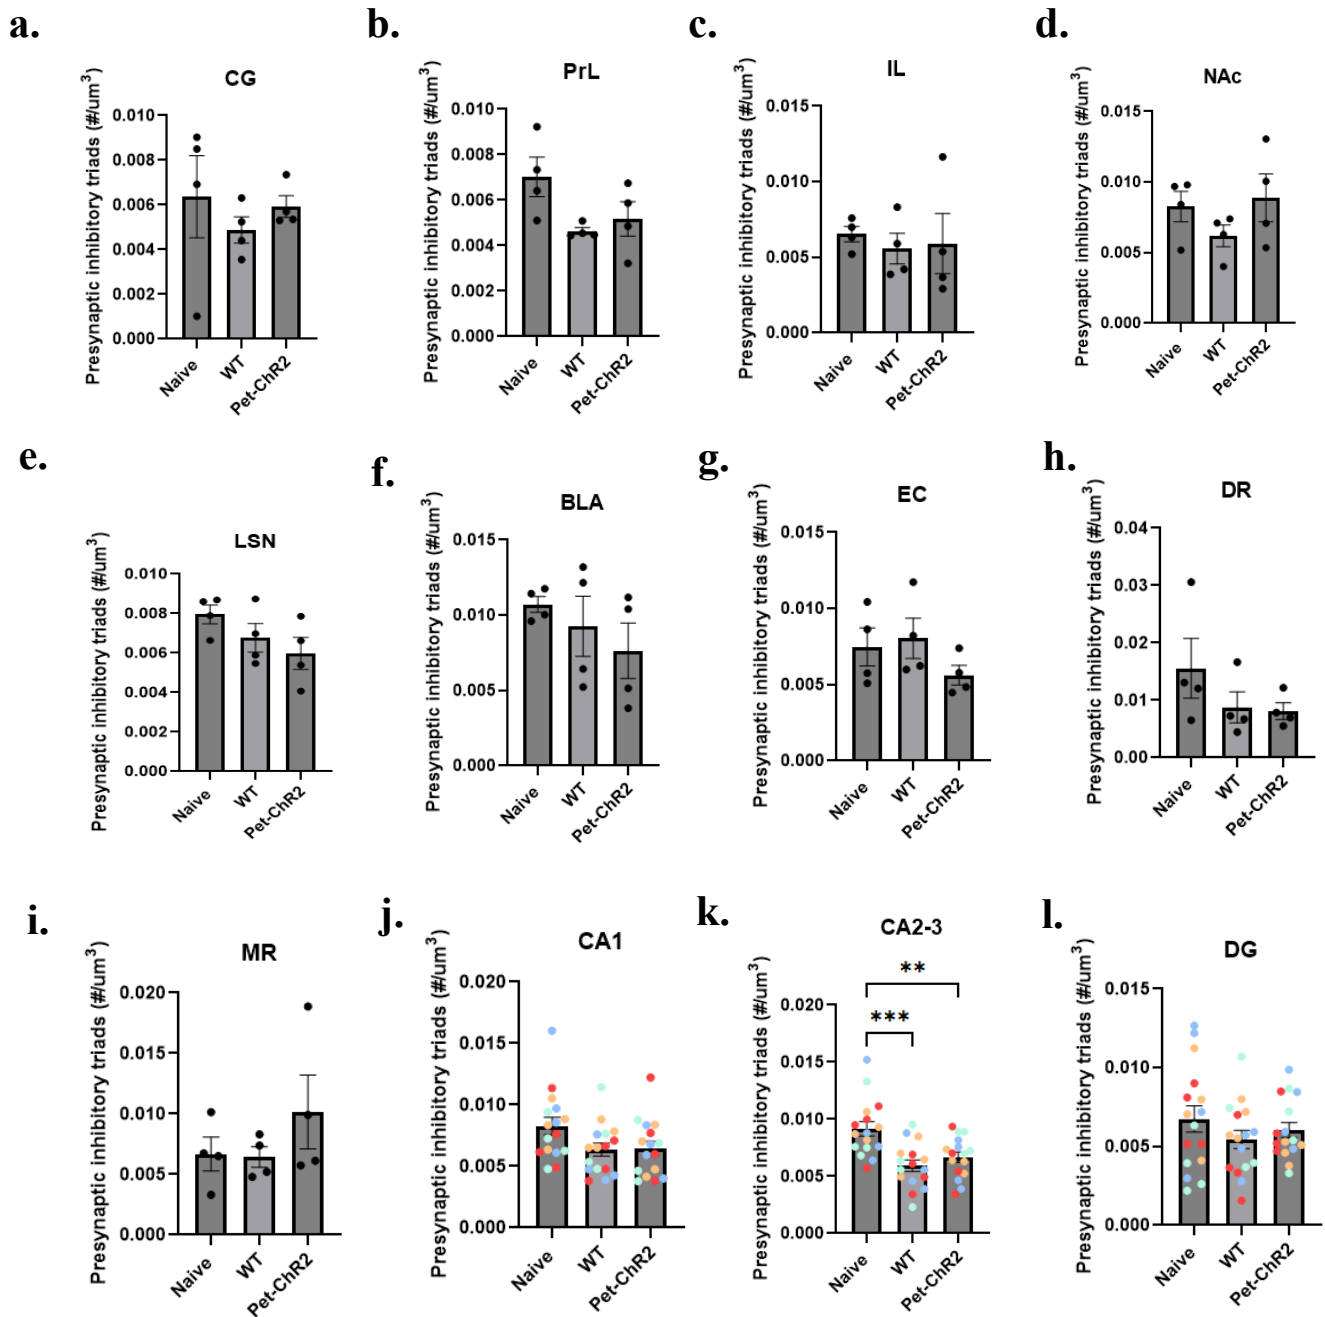 a.
CG
Presynaptic inhibitory triads (#/um³)
0.010
0.008
0.006
0.004
0.002
0.000
Naive
WT
Pet-ChR2
b.
PrL
Presynaptic inhibitory triads (#/um³)
0.010
0.008
0.006
0.004
0.002
0.000
Naive
WT
Pet-ChR2
c.
IL
Presynaptic inhibitory triads (#/um³)
0.015
0.010
0.005
0.000
Naive
WT
Pet-ChR2
d.
NAc
Presynaptic inhibitory triads (#/um³)
0.015
0.010
0.005
0.000
Naive
WT
Pet-ChR2
e.
LSN
Presynaptic inhibitory triads (#/um³)
0.010
0.008
0.006
0.004
0.002
0.000
Naive
WT
Pet-ChR2
f.
BLA
Presynaptic inhibitory triads (#/um³)
0.015
0.010
0.005
0.000
Naive
WT
Pet-ChR2
g.
EC
Presynaptic inhibitory triads (#/um³)
0.015
0.010
0.005
0.000
Naive
WT
Pet-ChR2
h.
DR
Presynaptic inhibitory triads (#/um³)
0.04
0.03
0.02
0.01
0.00
Naive
WT
Pet-ChR2
i.
MR
Presynaptic inhibitory triads (#/um³)
0.020
0.015
0.010
0.005
0.000
Naive
WT
Pet-ChR2
j.
CA1
Presynaptic inhibitory triads (#/um³)
0.020
0.015
0.010
0.005
0.000
Naive
WT
Pet-ChR2
k.
CA2-3
**
***
Presynaptic inhibitory triads (#/um³)
0.020
0.015
0.010
0.005
0.000
Naive
WT
Pet-ChR2
l.
DG
Presynaptic inhibitory triads (#/um³)
0.015
0.010
0.005
0.000
Naive
WT
Pet-ChR2